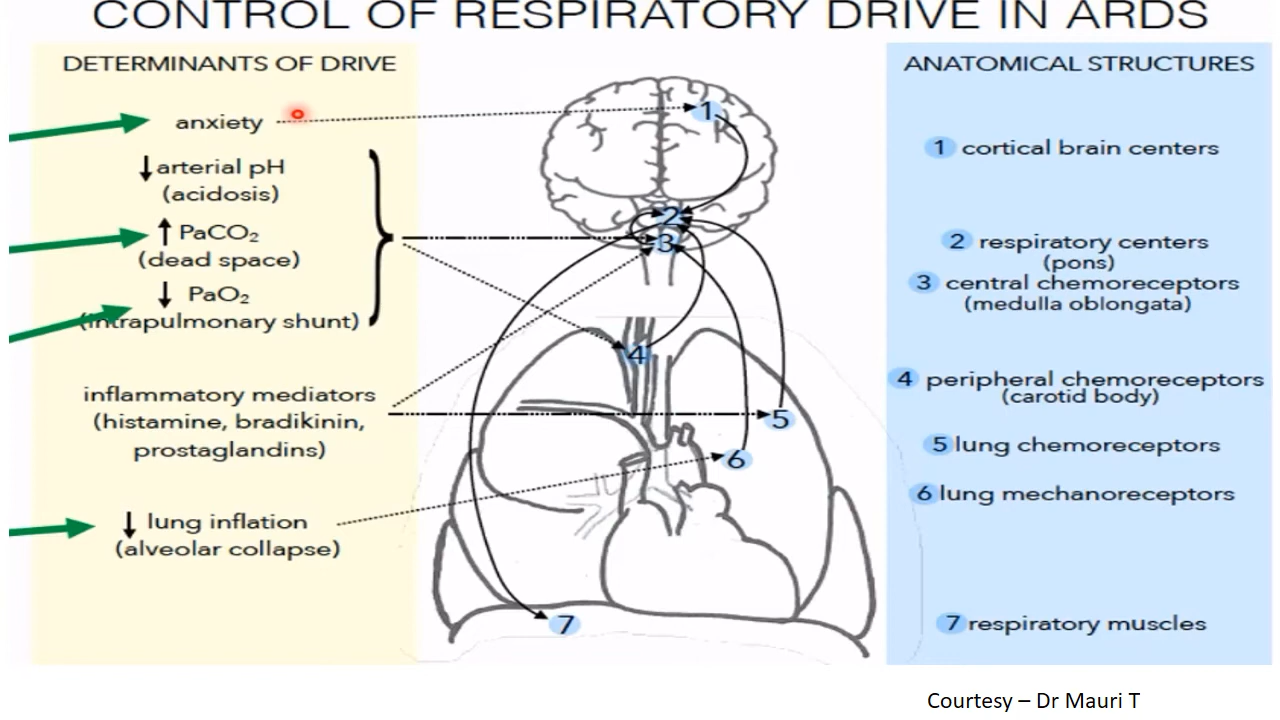 CONTROL OF RESPIRATORY DRIVE IN ARDS
DETERMINANTS OF DRIVE
anxiety
↓ arterial pH
(acidosis)
↑ PaCO₂
(dead space)
↓ PaO₂
(intrapulmonary shunt)
inflammatory mediators
(histamine, bradikinin,
prostaglandins)
↓ lung inflation
(alveolar collapse)
1
2
3
4
5
6
7
ANATOMICAL STRUCTURES
1 cortical brain centers
2 respiratory centers
(pons)
3 central chemoreceptors
(medulla oblongata)
4 peripheral chemoreceptors
(carotid body)
5 lung chemoreceptors
6 lung mechanoreceptors
7 respiratory muscles
Courtesy – Dr Mauri T